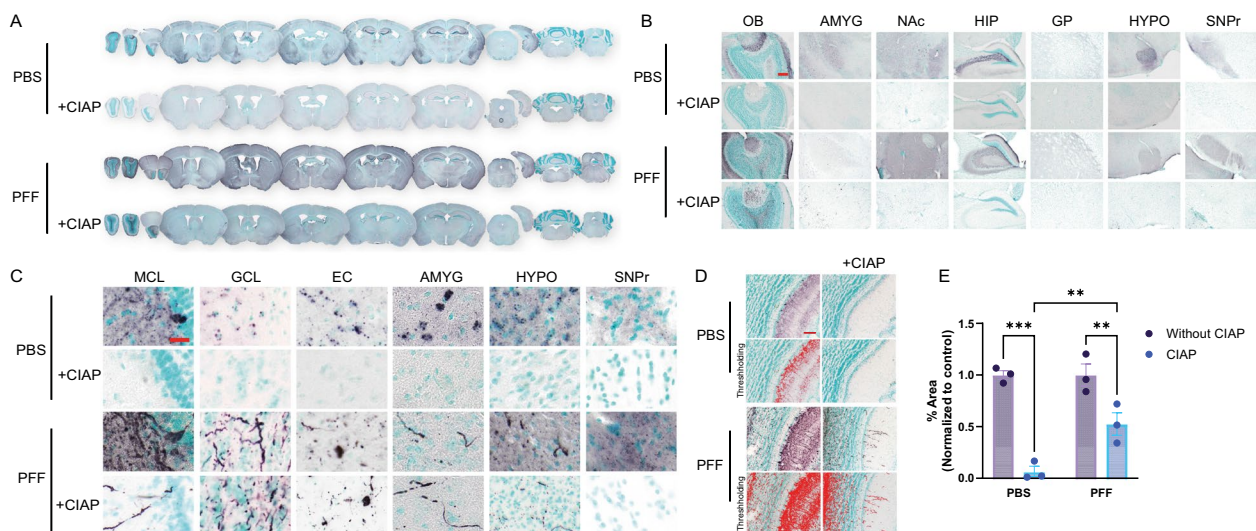 A
PBS
+CIAP
PFF
+CIAP
B
OB AMYG NAc HIP GP HYPO SNPr
PBS
+CIAP
PFF
+CIAP
C
MCL GCL EC AMYG HYPO SNPr
PBS
+CIAP
PFF
+CIAP
D
+CIAP
PBS
Threshholding
PFF
Threshholding
E
% Area
(Normalized to control)
1.5
1.0
0.5
0.0
***
**
**
PBS PFF
Without CIAP
CIAP